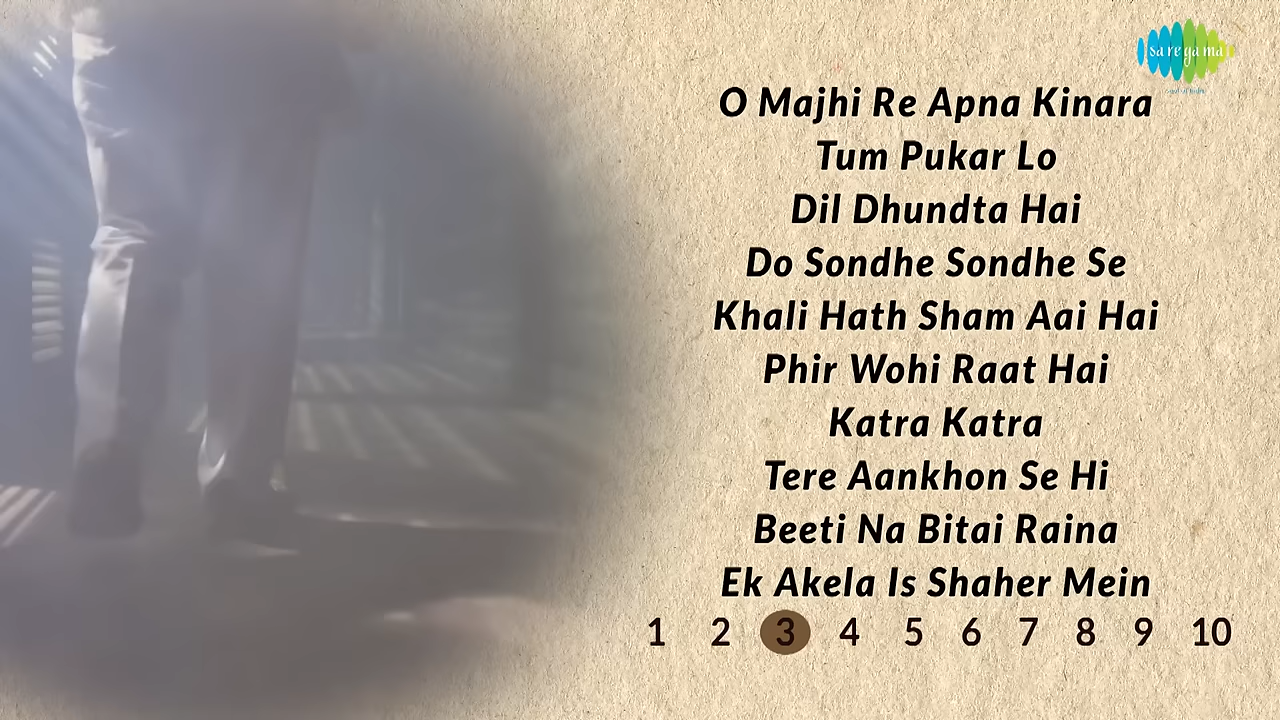 sa re ga ma
O Majhi Re Apna Kinara
Tum Pukar Lo
Dil Dhundta Hai
Do Sondhe Sondhe Se
Khali Hath Sham Aai Hai
Phir Wohi Raat Hai
Katra Katra
Tere Aankhon Se Hi
Beeti Na Bitai Raina
Ek Akela Is Shaher Mein
1 2 3 4 5 6 7 8 9 10